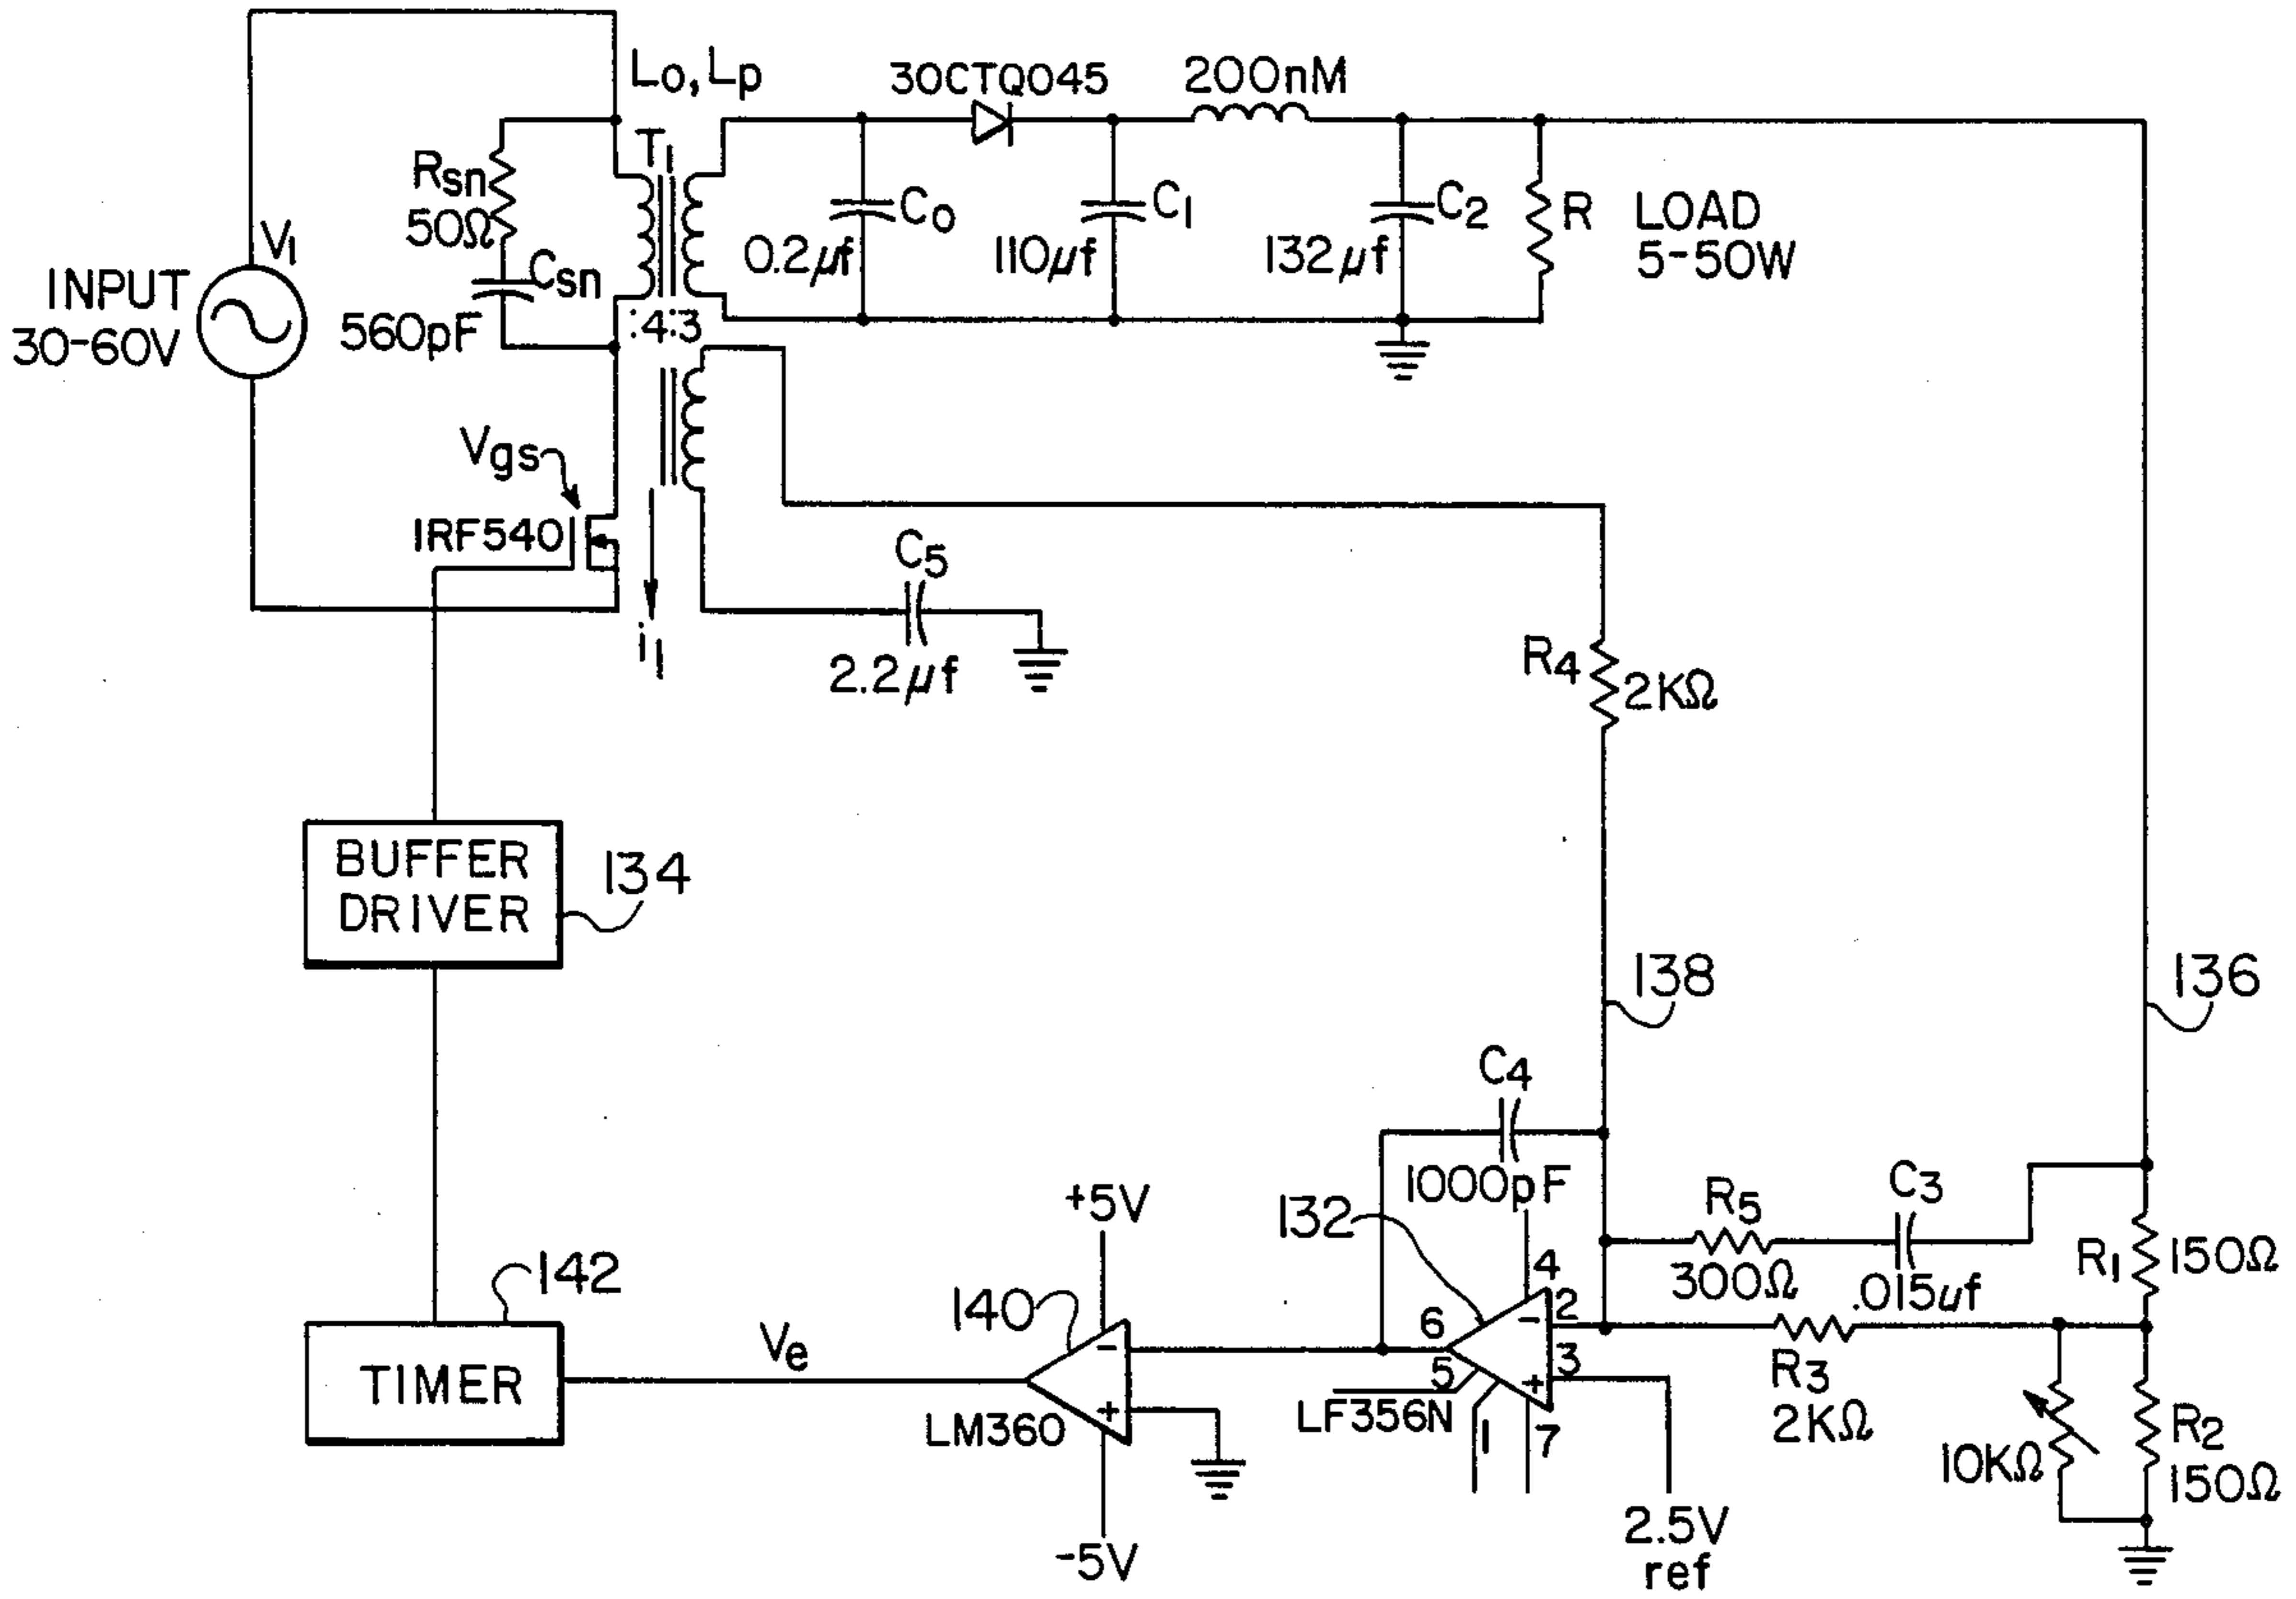 Lo, Lp
30CTQ045
200nM
T1
Rsn
50Ω
Csn
560pF
V1
INPUT
30-60V
:4:3
Co
0.2µf
C1
110µf
C2
132µf
R
LOAD
5-50W
Vgs
IRF540
i1
C5
2.2µf
R4
2KΩ
BUFFER
DRIVER
134
138
136
C4
1000pF
132
R5
300Ω
C3
.015uf
R1
150Ω
+5V
142
TIMER
Ve
140
-
+
LM360
-5V
4
6
2
5
3
-
+
LF356N
1
7
R3
2KΩ
10KΩ
R2
150Ω
2.5V
ref